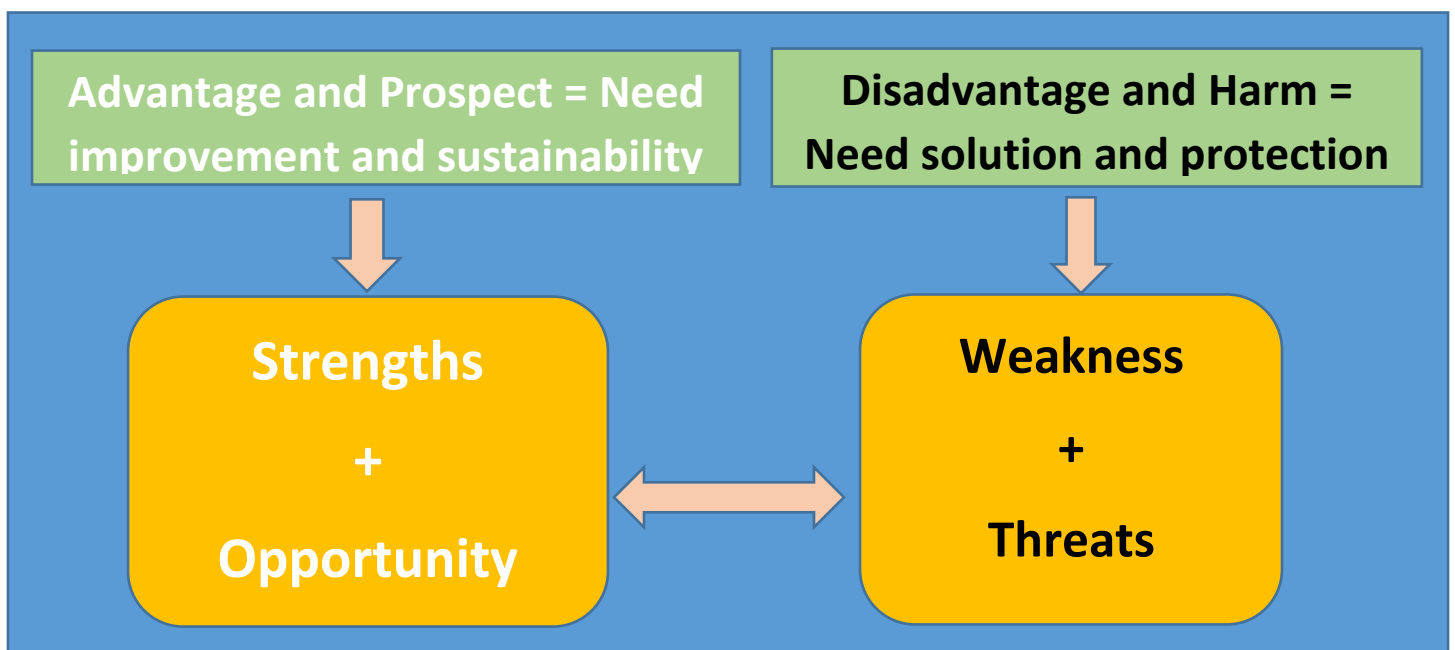 Advantage and Prospect = Need
improvement and sustainability
Disadvantage and Harm =
Need solution and protection
Strengths
+
Opportunity
Weakness
+
Threats